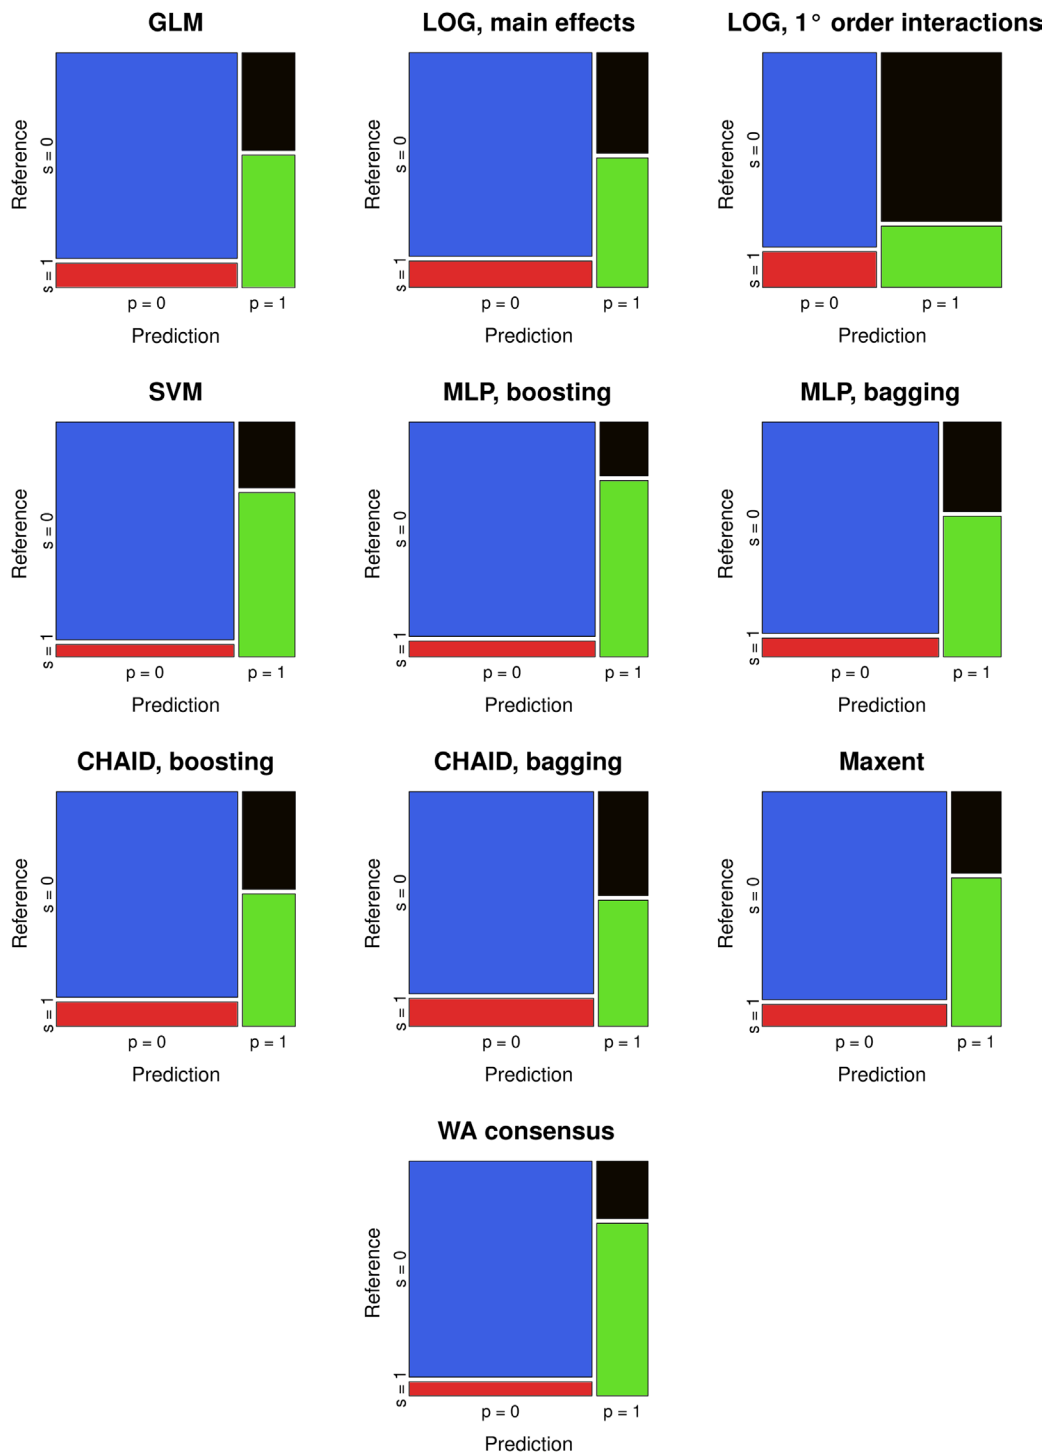 GLM
Reference
s = 0
s = 1
p = 0
p = 1
Prediction
LOG, main effects
Reference
s = 0
s = 1
p = 0
p = 1
Prediction
LOG, 1° order interactions
Reference
s = 0
s = 1
p = 0
p = 1
Prediction
SVM
Reference
s = 0
s = 1
p = 0
p = 1
Prediction
MLP, boosting
Reference
s = 0
s = 1
p = 0
p = 1
Prediction
MLP, bagging
Reference
s = 0
s = 1
p = 0
p = 1
Prediction
CHAID, boosting
Reference
s = 0
s = 1
p = 0
p = 1
Prediction
CHAID, bagging
Reference
s = 0
s = 1
p = 0
p = 1
Prediction
Maxent
Reference
s = 0
s = 1
p = 0
p = 1
Prediction
WA consensus
Reference
s = 0
s = 1
p = 0
p = 1
Prediction